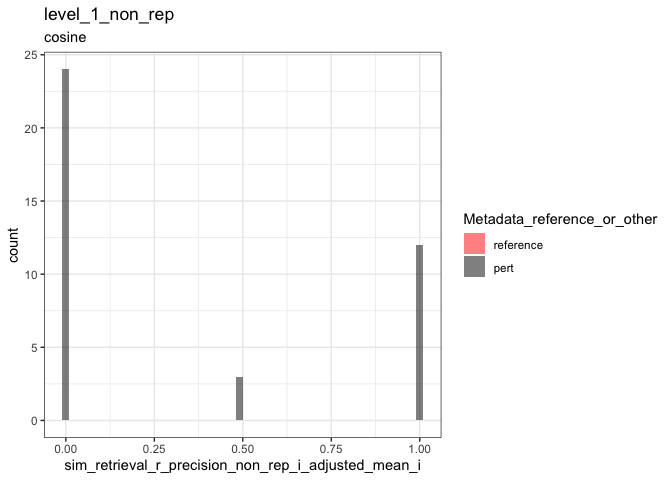 level_1_non_rep
cosine
25
20
15
10
5
0
count
0.00 0.25 0.50 0.75 1.00
sim_retrieval_r_precision_non_rep_i_adjusted_mean_i
Metadata_reference_or_other
reference
pert